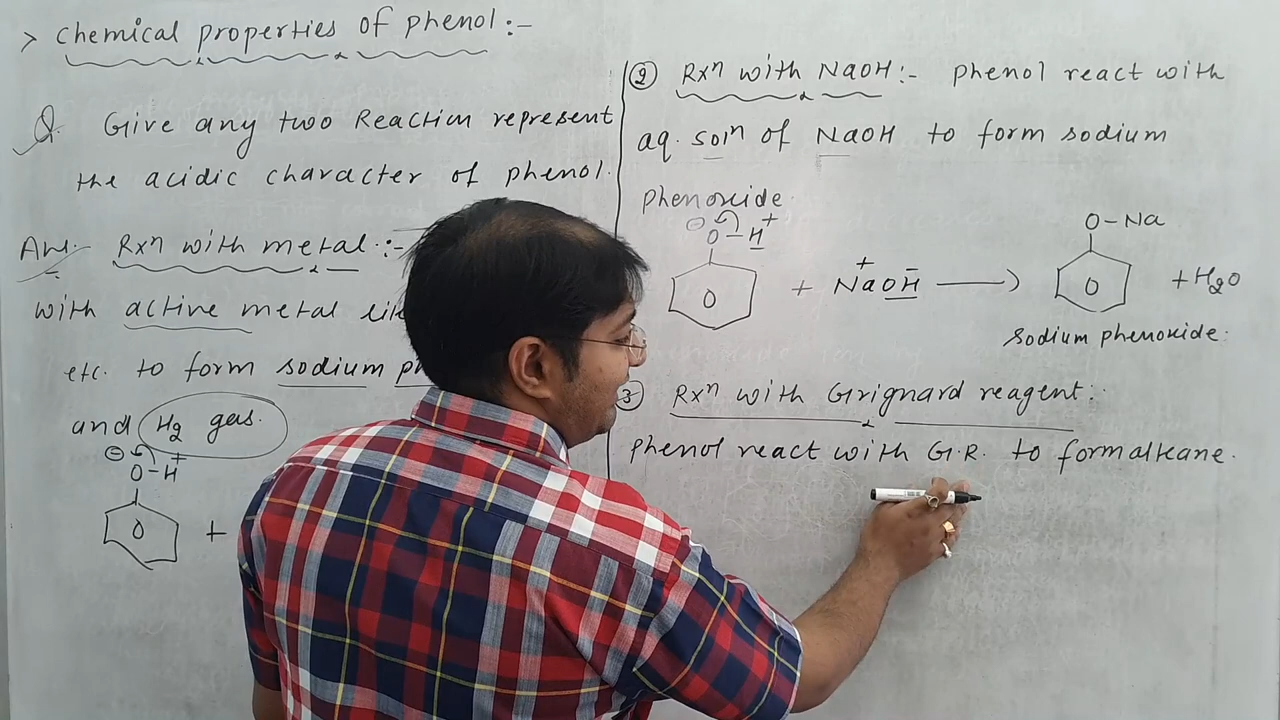 > Chemical properties of phenol :-
Q. Give any two Reaction represent
the acidic character of phenol.
Ans:- Rxⁿ with metal :-
with active metal
etc. to form sodium
and H₂ gas.
⊖
O-H⁺
O +
② Rxⁿ with NaOH :- phenol react with
aq. solⁿ of NaOH to form sodium
phenoxide.
⊖ O-H⁺
O + Na⁺OH⁻ ⟶ O-Na O + H₂O
sodium phenoxide.
③ Rxⁿ with Grignard reagent :-
phenol react with G.R. to form alkane.